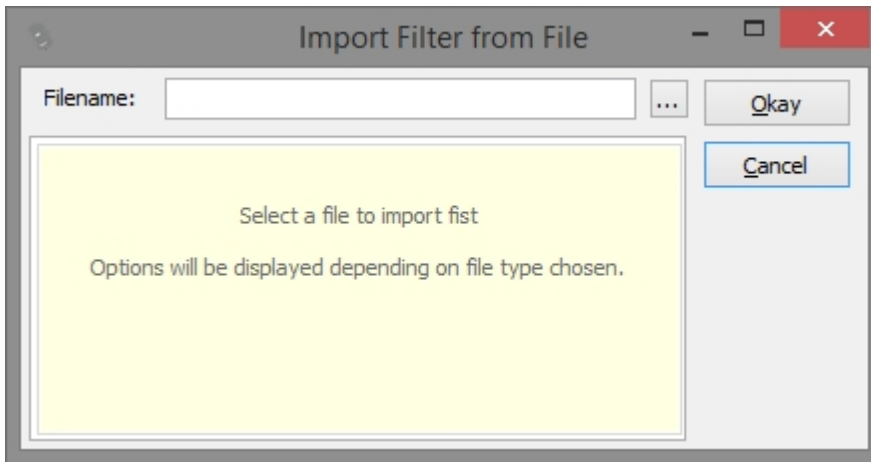 Import Filter from File
Filename:
...
Okay
Cancel
Select a file to import fist
Options will be displayed depending on file type chosen.